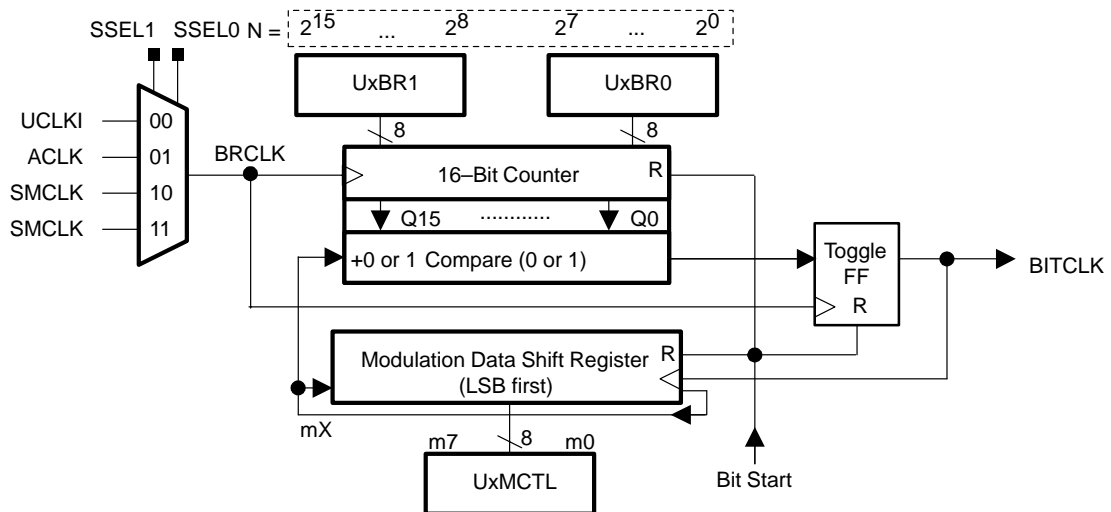 SSEL1 SSEL0 N = 2^15 ... 2^8 2^7 ... 2^0
UxBR1 UxBR0
8 8
UCLKI 00
ACLK 01
SMCLK 10
SMCLK 11
BRCLK
16–Bit Counter R
Q15 ............ Q0
+0 or 1 Compare (0 or 1)
Toggle
FF
R
BITCLK
Modulation Data Shift Register R
(LSB first)
mX
m7 8 m0
UxMCTL
Bit Start